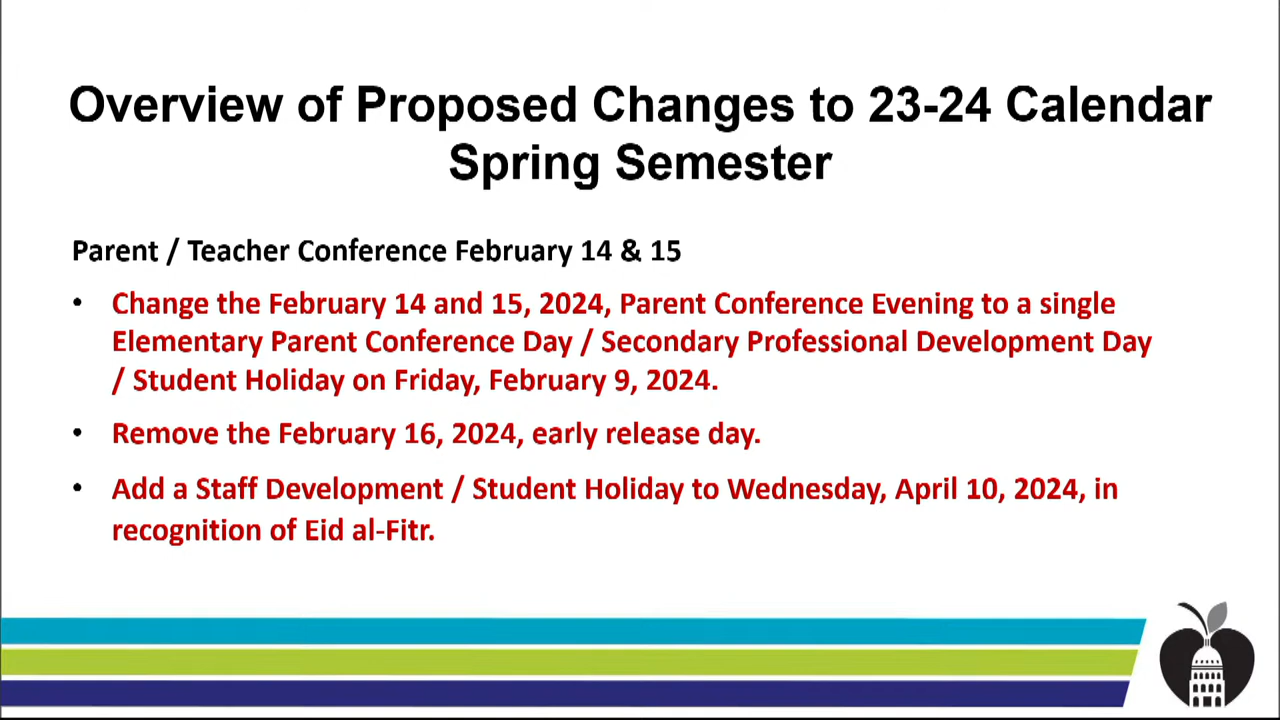 Overview of Proposed Changes to 23-24 Calendar
Spring Semester
Parent / Teacher Conference February 14 & 15
• Change the February 14 and 15, 2024, Parent Conference Evening to a single
Elementary Parent Conference Day / Secondary Professional Development Day
/ Student Holiday on Friday, February 9, 2024.
• Remove the February 16, 2024, early release day.
• Add a Staff Development / Student Holiday to Wednesday, April 10, 2024, in
recognition of Eid al-Fitr.